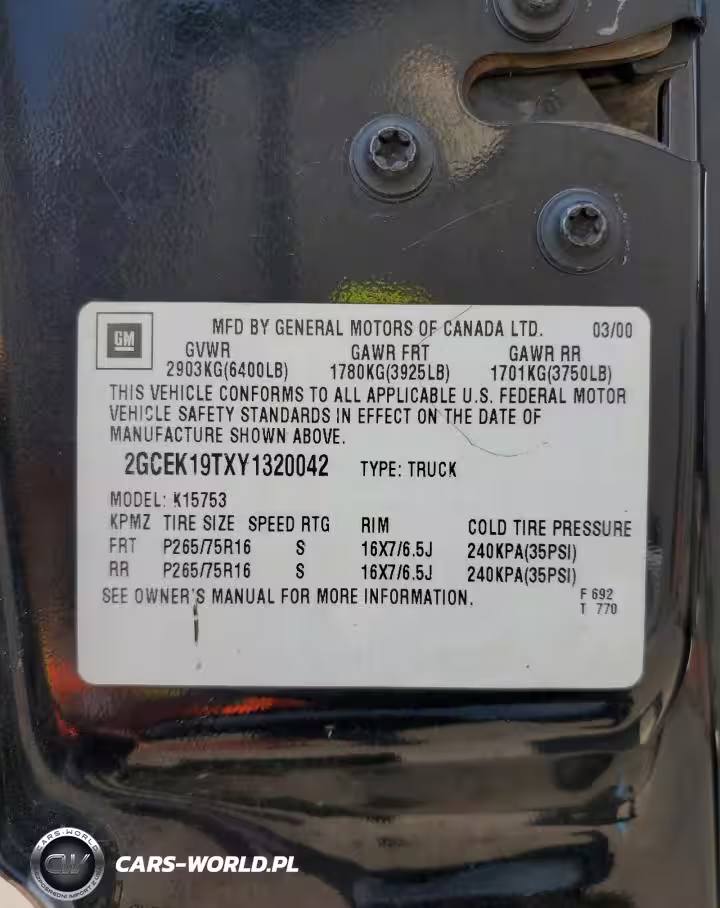 GM
MFD BY GENERAL MOTORS OF CANADA LTD. 03/00
GVWR GAWR FRT GAWR RR
2903KG(6400LB) 1780KG(3925LB) 1701KG(3750LB)
THIS VEHICLE CONFORMS TO ALL APPLICABLE U.S. FEDERAL MOTOR
VEHICLE SAFETY STANDARDS IN EFFECT ON THE DATE OF
MANUFACTURE SHOWN ABOVE.
2GCEK19TXY1320042 TYPE: TRUCK
MODEL: K15753
KPMZ TIRE SIZE SPEED RTG RIM COLD TIRE PRESSURE
FRT P265/75R16 S 16X7/6.5J 240KPA(35PSI)
RR P265/75R16 S 16X7/6.5J 240KPA(35PSI)
SEE OWNER'S MANUAL FOR MORE INFORMATION. F 692
T 770
CARS-WORLD
CW
CARS-WORLD.PL